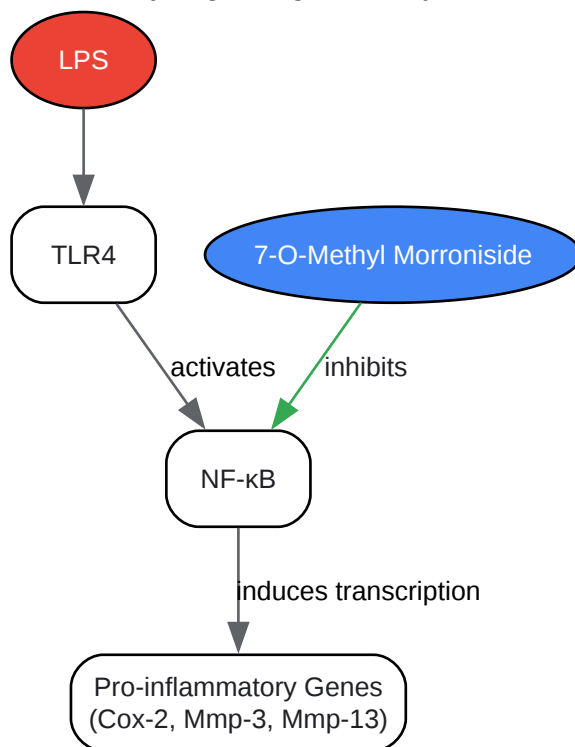 LPS
TLR4
7-O-Methyl Morroniside
activates
inhibits
NF-κB
induces transcription
Pro-inflammatory Genes
(Cox-2, Mmp-3, Mmp-13)